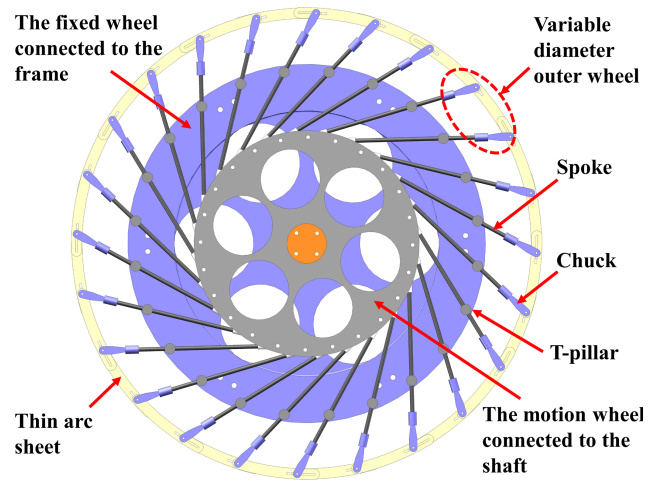 The fixed wheel
connected to the
frame
Variable
diameter
outer wheel
Spoke
Chuck
T-pillar
The motion wheel
connected to the
shaft
Thin arc
sheet